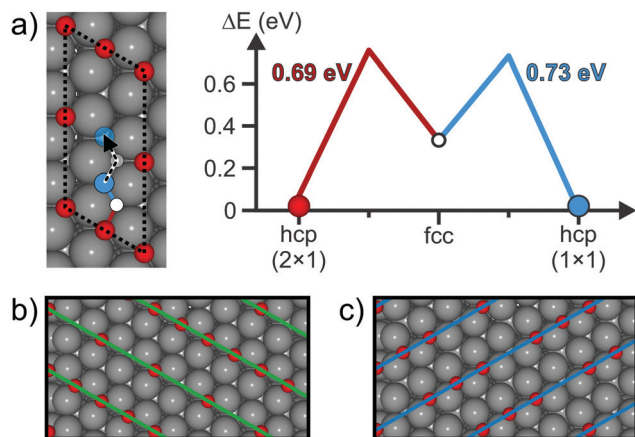 a)
ΔE (eV)
0.69 eV
0.73 eV
0.6
0.4
0.2
0
hcp
(2×1)
fcc
hcp
(1×1)
b)
c)